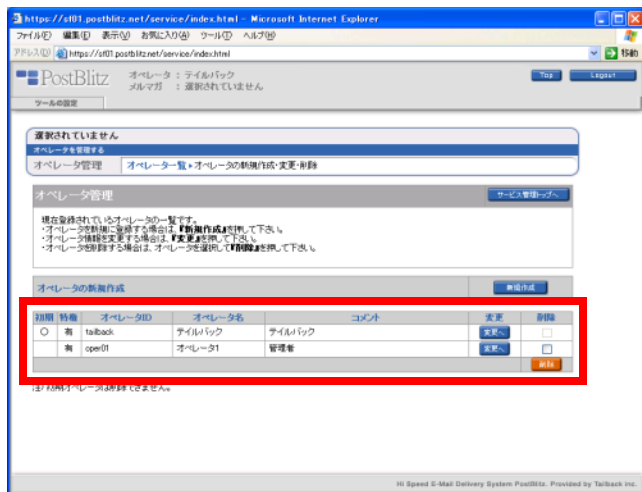 https://sf01.postblitz.net/service/index.html - Microsoft Internet Explorer
ファイル(F) 編集(E) 表示(V) お気に入り(A) ツール(T) ヘルプ(H)
アドレス(D) https://sf01.postblitz.net/service/index.html 移動
PostBlitz オペレータ : テイルバック Top Logout
メルマガ : 選択されていません
ツールの設定
選択されていません
オペレータを管理する
オペレータ管理 オペレータ一覧▸オペレータの新規作成・変更・削除
オペレータ管理 サービス管理トップへ
現在登録されているオペレータの一覧です。
・オペレータを新規に登録する場合は、『新規作成』を押して下さい。
・オペレータ情報を変更する場合は、『変更』を押して下さい。
・オペレータを削除する場合は、オペレータを選択して『削除』を押して下さい。
オペレータの新規作成 新規作成
初期 特権 オペレータID オペレータ名 コメント 変更 削除
○ 有 tailback テイルバック テイルバック 変更へ
有 oper01 オペレータ1 管理者 変更へ
削除
注) 初期オペレータは削除できません。
Hi Speed E-Mail Delivery System PostBlitz. Provided by Tailback inc.